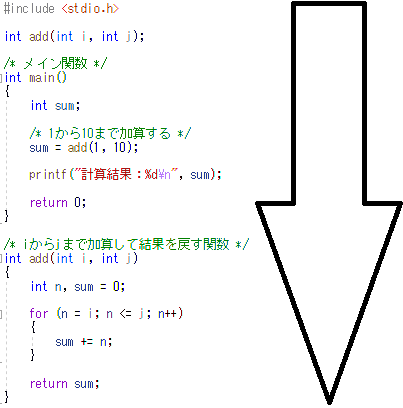 #include <stdio.h>
int add(int i, int j);
/* メイン関数 */
int main()
{
int sum;
/* 1から10まで加算する */
sum = add(1, 10);
printf("計算結果：%d\n", sum);
return 0;
}
/* iからjまで加算して結果を戻す関数 */
int add(int i, int j)
{
int n, sum = 0;
for (n = i; n <= j; n++)
{
sum += n;
}
return sum;
}